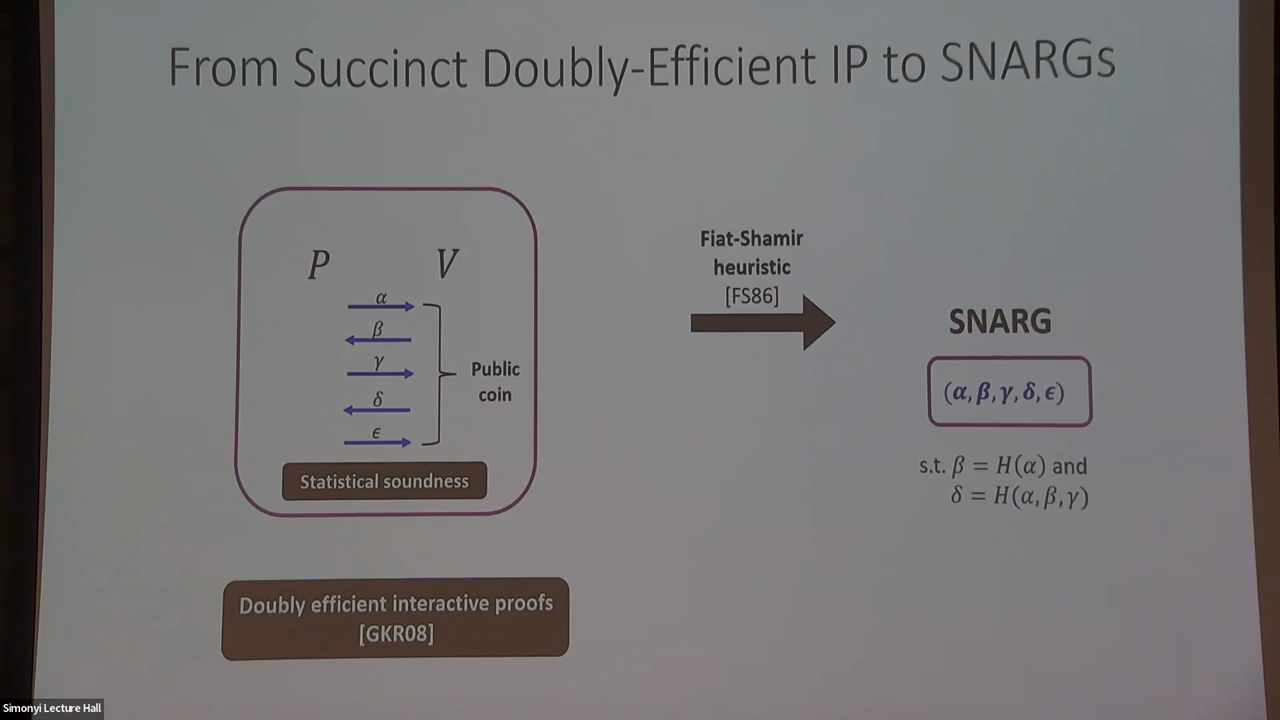 From Succinct Doubly-Efficient IP to SNARGs
P V
α
β
γ
δ
ϵ
Public
coin
Statistical soundness
Doubly efficient interactive proofs
[GKR08]
Fiat-Shamir
heuristic
[FS86]
SNARG
(α, β, γ, δ, ϵ)
s.t. β = H(α) and
δ = H(α, β, γ)
Simonyi Lecture Hall